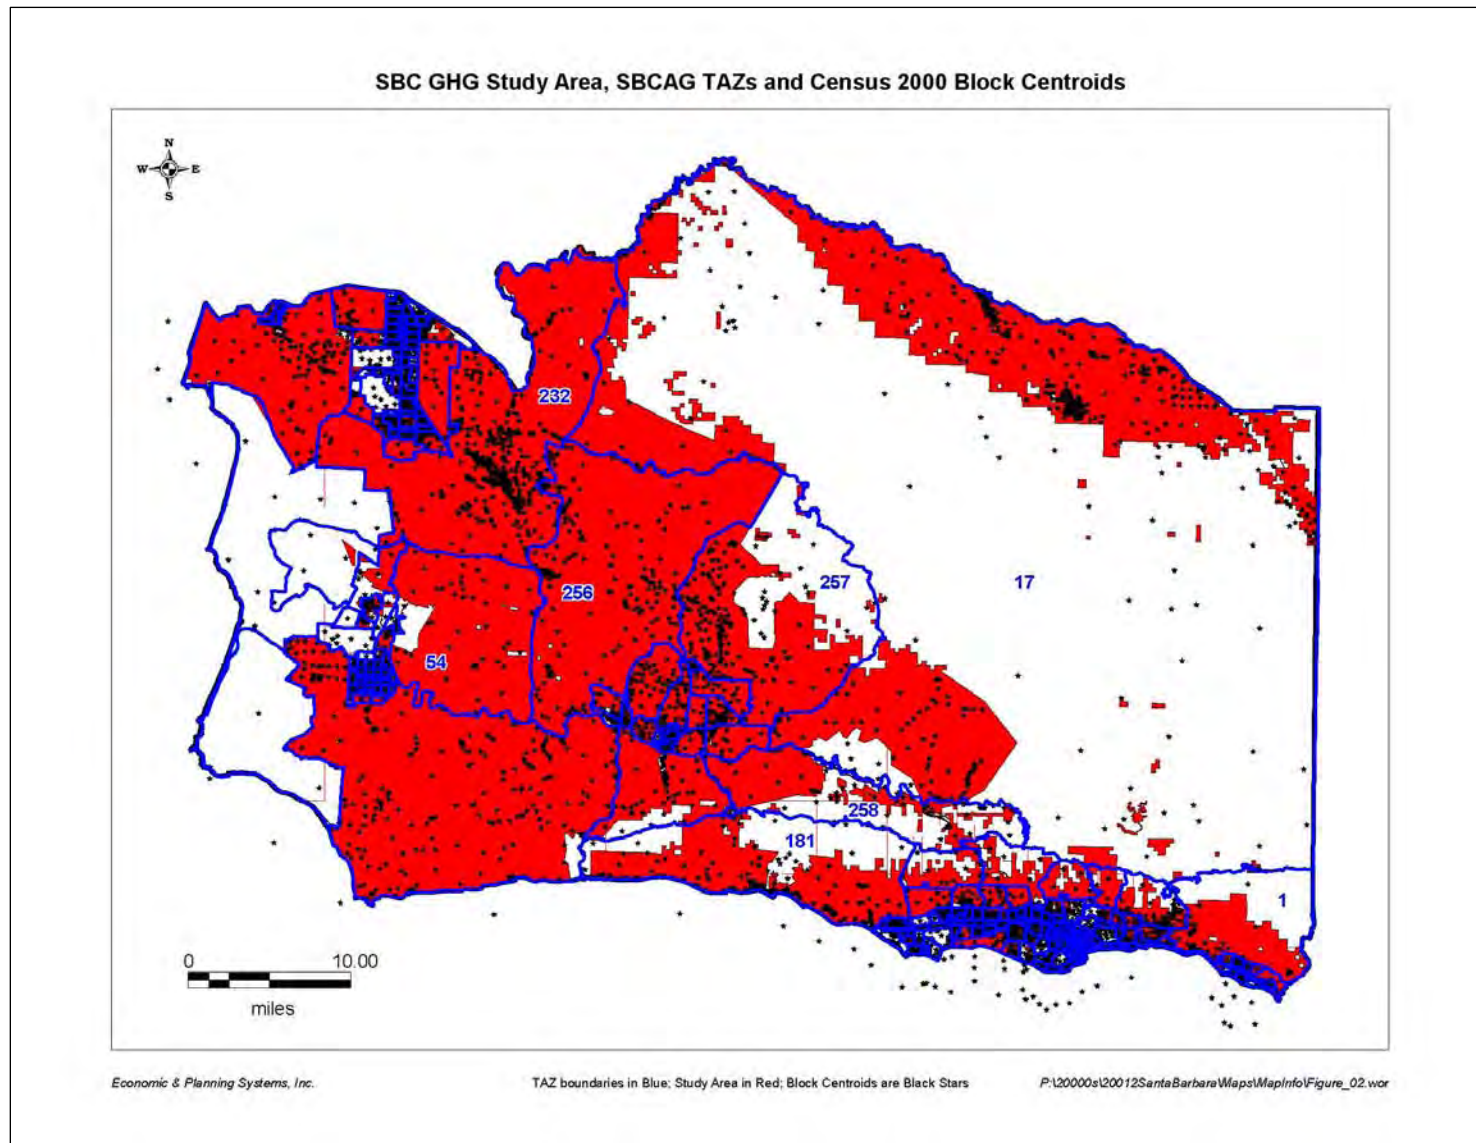 SBC GHG Study Area, SBCAG TAZs and Census 2000 Block Centroids
N
W E
S
232
257
17
256
54
258
181
1
0 10.00
miles
Economic & Planning Systems, Inc.
TAZ boundaries in Blue; Study Area in Red; Block Centroids are Black Stars
P:\20000s\20012SantaBarbara\Maps\MapInfo\Figure_02.wor